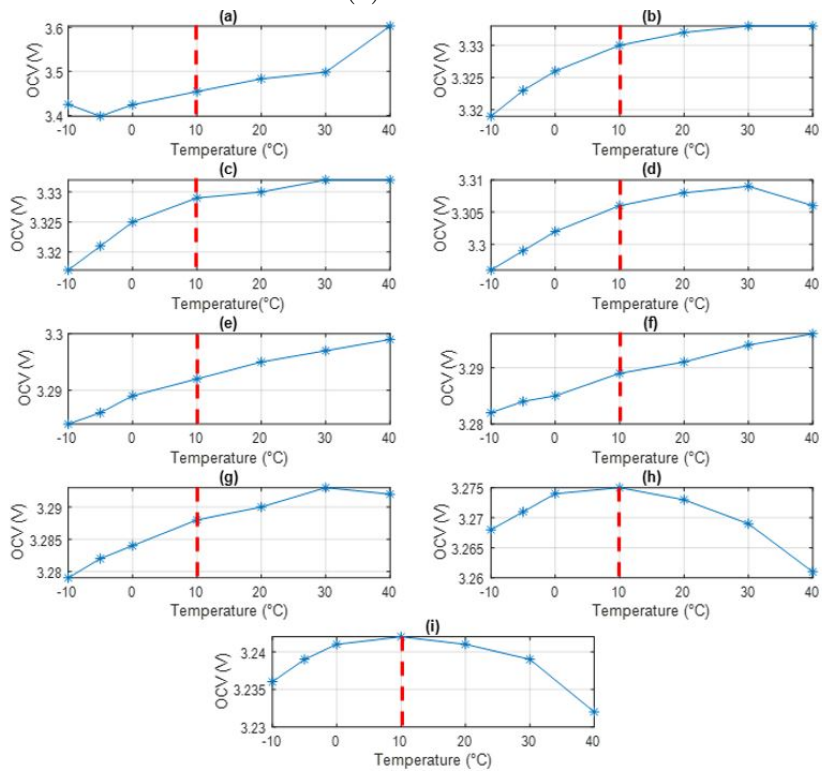 (a)
OCV (V)
3.6
3.5
3.4
-10 0 10 20 30 40
Temperature (°C)
(b)
OCV (V)
3.33
3.325
3.32
-10 0 10 20 30 40
Temperature (°C)
(c)
OCV (V)
3.33
3.325
3.32
-10 0 10 20 30 40
Temperature(°C)
(d)
OCV (V)
3.31
3.305
3.3
-10 0 10 20 30 40
Temperature (°C)
(e)
OCV (V)
3.3
3.29
-10 0 10 20 30 40
Temperature (°C)
(f)
OCV (V)
3.29
3.28
-10 0 10 20 30 40
Temperature (°C)
(g)
OCV (V)
3.29
3.285
3.28
-10 0 10 20 30 40
Temperature (°C)
(h)
OCV (V)
3.275
3.27
3.265
3.26
-10 0 10 20 30 40
Temperature (°C)
(i)
OCV (V)
3.24
3.235
3.23
-10 0 10 20 30 40
Temperature (°C)